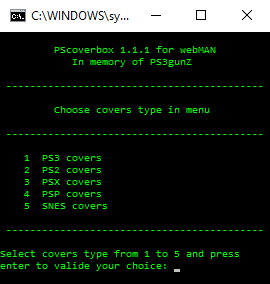 C:\WINDOWS\sy...
PScoverbox 1.1.1 for webMAN
In memory of PS3gunZ
-------------------------------------------
Choose covers type in menu
-------------------------------------------
1 PS3 covers
2 PS2 covers
3 PSX covers
4 PSP covers
5 SNES covers
-------------------------------------------
Select covers type from 1 to 5 and press
enter to valide your choice: _